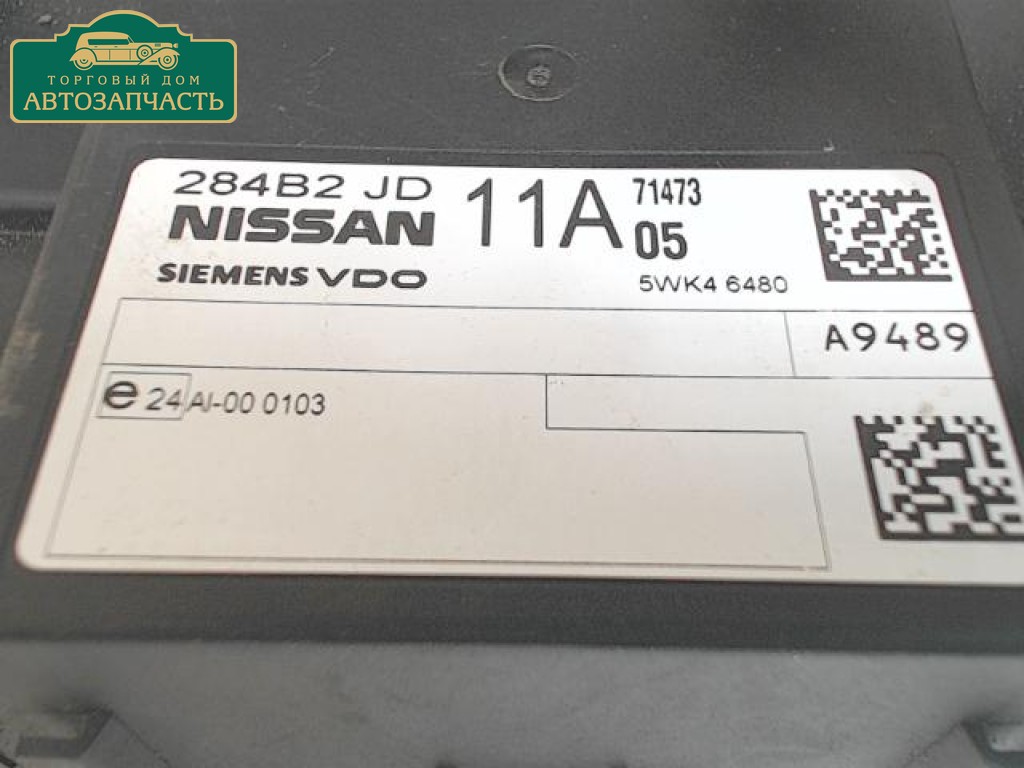 ТОРГОВЫЙ ДОМ
АВТОЗАПЧАСТЬ
284B2 JD 11A 71473
NISSAN 05
SIEMENS VDO 5WK4 6480
A9489
e 24 AI-00 0103